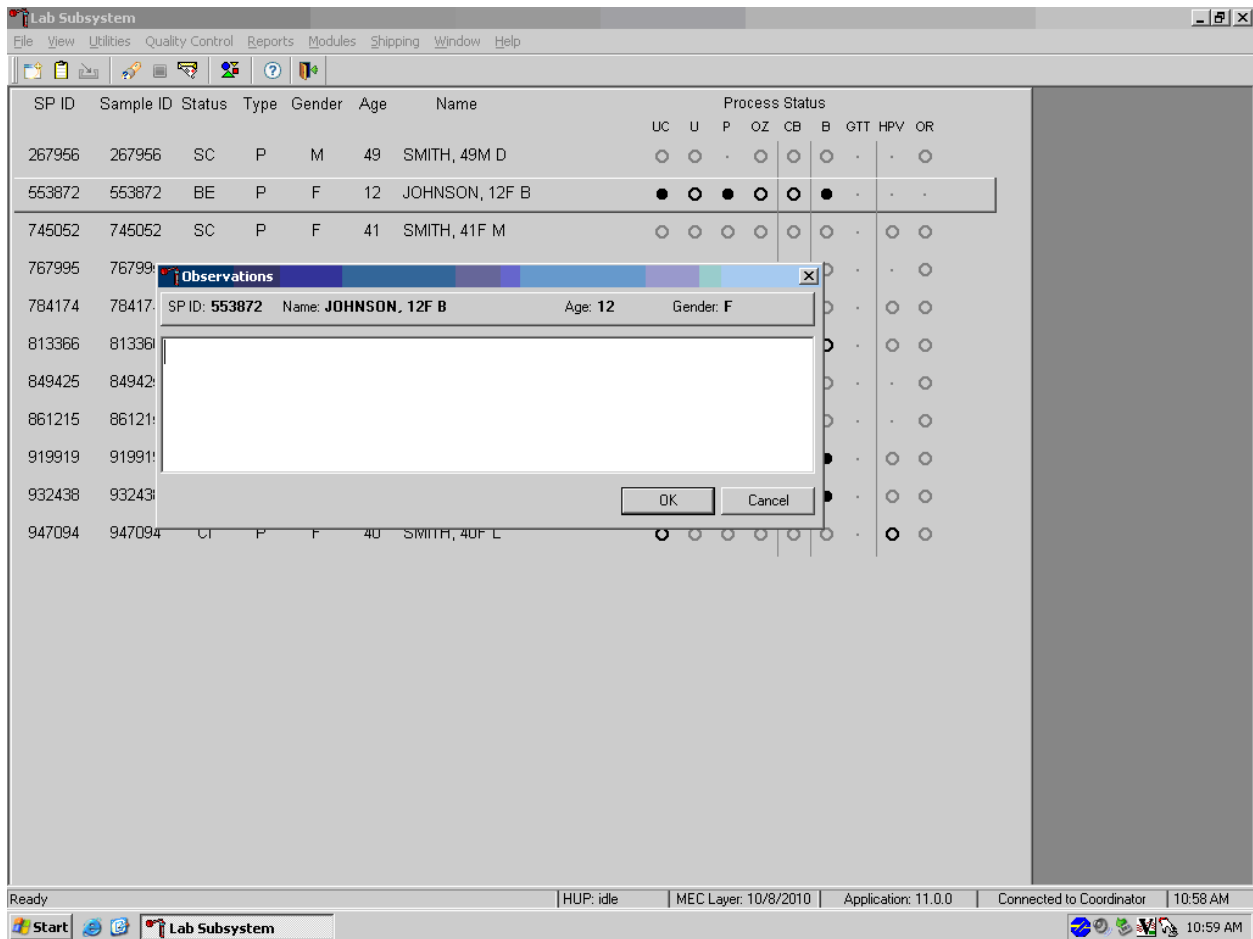 Lab Subsystem
File View Utilities Quality Control Reports Modules Shipping Window Help
SP ID Sample ID Status Type Gender Age Name Process Status
UC U P OZ CB B GTT HPV OR
267956 267956 SC P M 49 SMITH, 49M D
553872 553872 BE P F 12 JOHNSON, 12F B
745052 745052 SC P F 41 SMITH, 41F M
767995
Observations
784174
SP ID: 553872 Name: JOHNSON, 12F B Age: 12 Gender: F
813366
849425
861215
919919
932438
OK Cancel
947094 947094 CI P F 40 SMITH, 40F L
Ready HUP: idle MEC Layer: 10/8/2010 Application: 11.0.0 Connected to Coordinator 10:58 AM
Start Lab Subsystem 10:59 AM